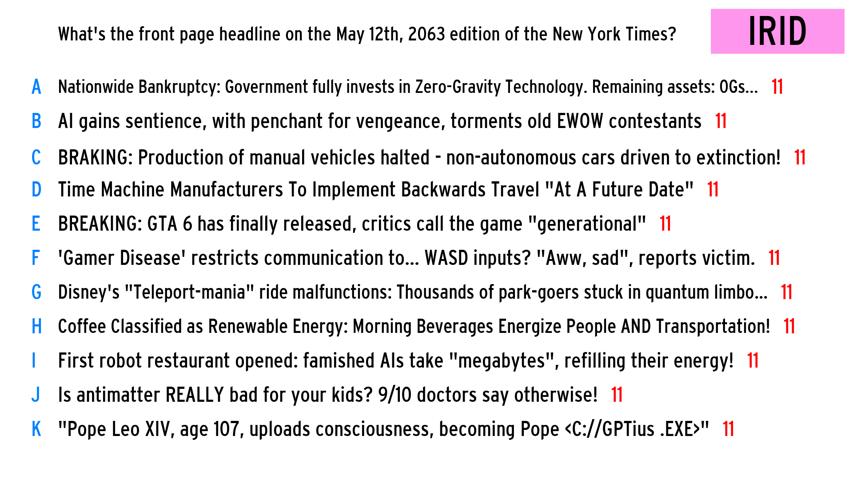 What's the front page headline on the May 12th, 2063 edition of the New York Times?
IRID
A Nationwide Bankruptcy: Government fully invests in Zero-Gravity Technology. Remaining assets: OGs... 11
B AI gains sentience, with penchant for vengeance, torments old EWOW contestants 11
C BRAKING: Production of manual vehicles halted - non-autonomous cars driven to extinction! 11
D Time Machine Manufacturers To Implement Backwards Travel "At A Future Date" 11
E BREAKING: GTA 6 has finally released, critics call the game "generational" 11
F 'Gamer Disease' restricts communication to... WASD inputs? "Aww, sad", reports victim. 11
G Disney's "Teleport-mania" ride malfunctions: Thousands of park-goers stuck in quantum limbo... 11
H Coffee Classified as Renewable Energy: Morning Beverages Energize People AND Transportation! 11
I First robot restaurant opened: famished AIs take "megabytes", refilling their energy! 11
J Is antimatter REALLY bad for your kids? 9/10 doctors say otherwise! 11
K "Pope Leo XIV, age 107, uploads consciousness, becoming Pope <C://GPTius .EXE>" 11